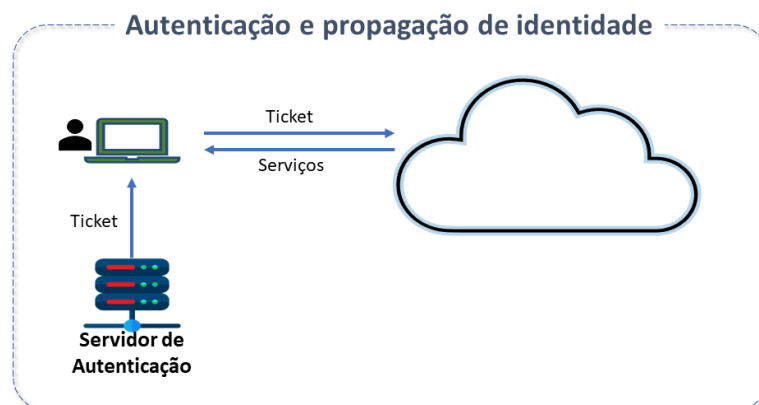 Autenticação e propagação de identidade
Ticket
Serviços
Ticket
Servidor de
Autenticação